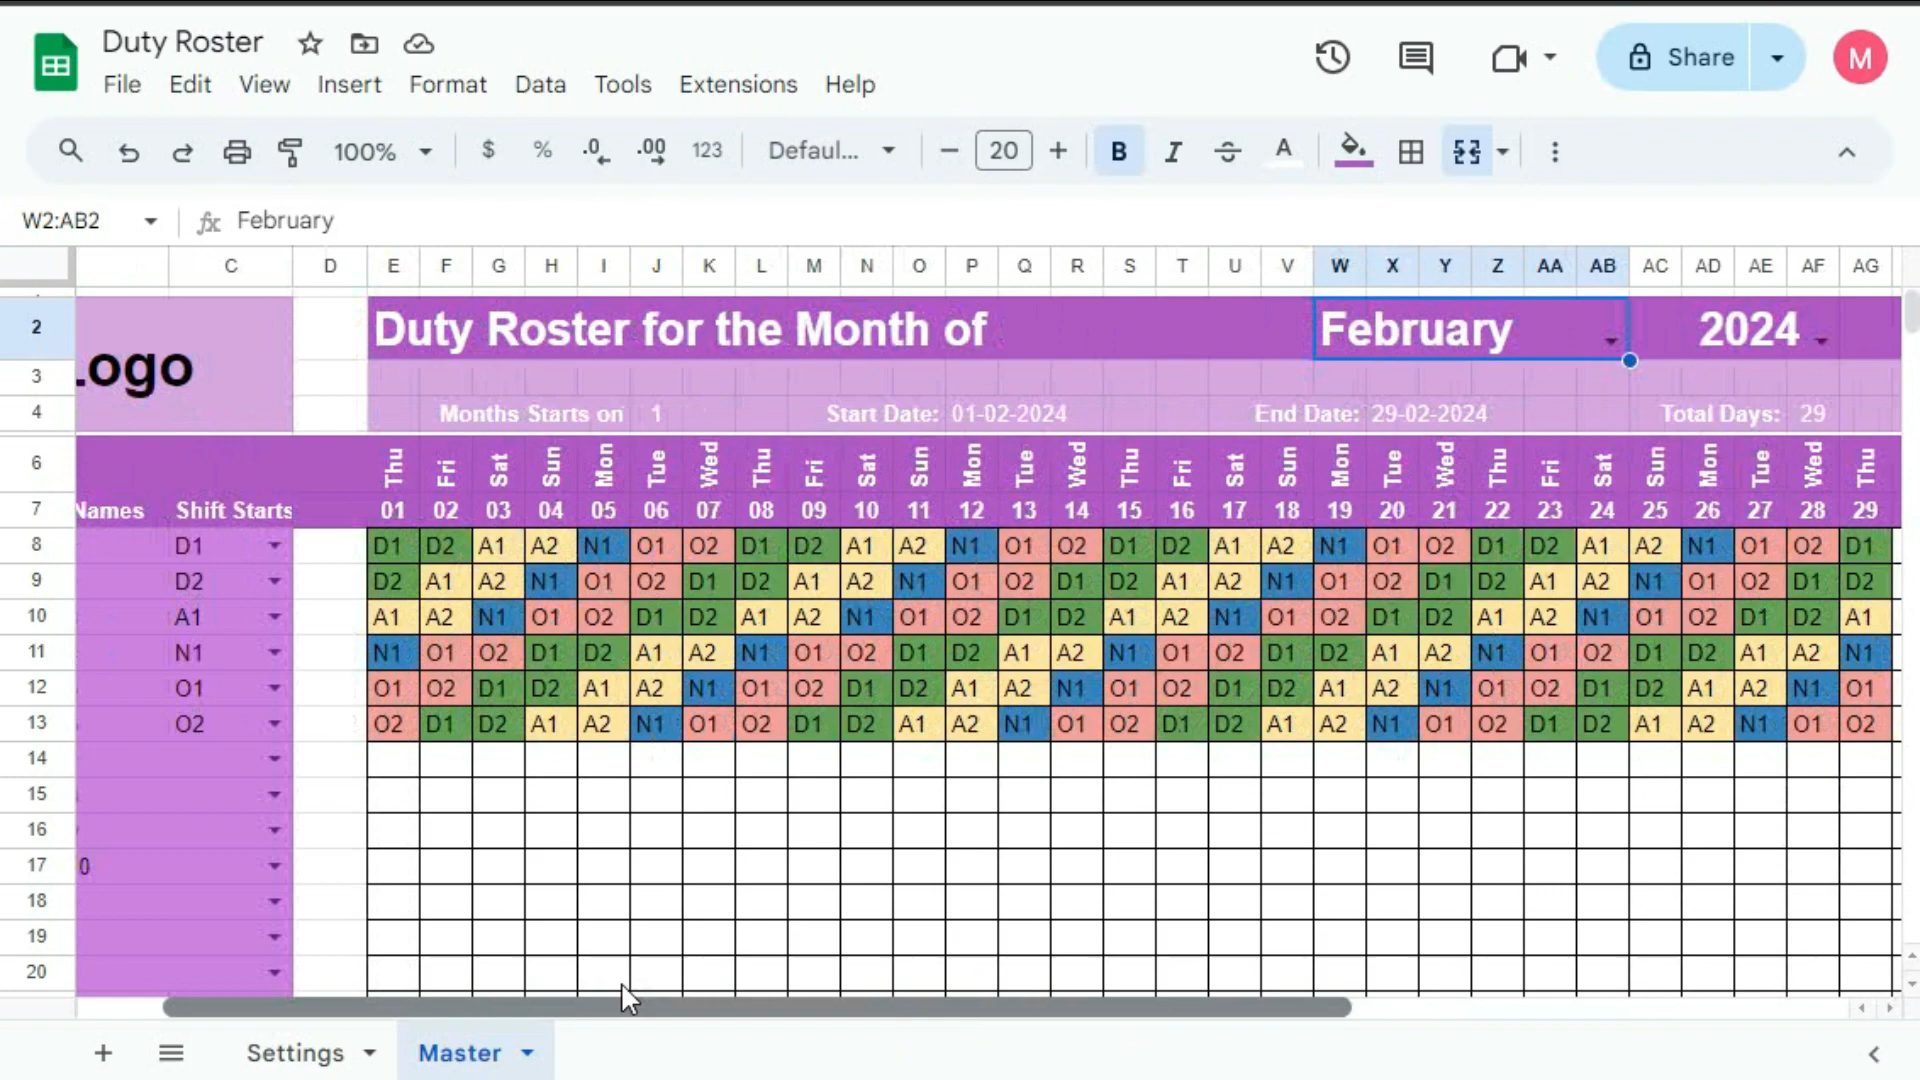 Duty Roster
File Edit View Insert Format Data Tools Extensions Help
Share
M
100% $ % .0 .00 123 Defaul... 20 B I A
W2:AB2 fx February
C D E F G H I J K L M N O P Q R S T U V W X Y Z AA AB AC AD AE AF AG
2 Duty Roster for the Month of February 2024
Logo
3
4 Months Starts on 1 Start Date: 01-02-2024 End Date: 29-02-2024 Total Days: 29
6 Thu Fri Sat Sun Mon Tue Wed Thu Fri Sat Sun Mon Tue Wed Thu Fri Sat Sun Mon Tue Wed Thu Fri Sat Sun Mon Tue Wed Thu
7 Names Shift Starts 01 02 03 04 05 06 07 08 09 10 11 12 13 14 15 16 17 18 19 20 21 22 23 24 25 26 27 28 29
8 D1 D1 D2 A1 A2 N1 O1 O2 D1 D2 A1 A2 N1 O1 O2 D1 D2 A1 A2 N1 O1 O2 D1 D2 A1 A2 N1 O1 O2 D1
9 D2 D2 A1 A2 N1 O1 O2 D1 D2 A1 A2 N1 O1 O2 D1 D2 A1 A2 N1 O1 O2 D1 D2 A1 A2 N1 O1 O2 D1 D2
10 A1 A1 A2 N1 O1 O2 D1 D2 A1 A2 N1 O1 O2 D1 D2 A1 A2 N1 O1 O2 D1 D2 A1 A2 N1 O1 O2 D1 D2 A1
11 N1 N1 O1 O2 D1 D2 A1 A2 N1 O1 O2 D1 D2 A1 A2 N1 O1 O2 D1 D2 A1 A2 N1 O1 O2 D1 D2 A1 A2 N1
12 O1 O1 O2 D1 D2 A1 A2 N1 O1 O2 D1 D2 A1 A2 N1 O1 O2 D1 D2 A1 A2 N1 O1 O2 D1 D2 A1 A2 N1 O1
13 O2 O2 D1 D2 A1 A2 N1 O1 O2 D1 D2 A1 A2 N1 O1 O2 D1 D2 A1 A2 N1 O1 O2 D1 D2 A1 A2 N1 O1 O2
14
15
16
17 0
18
19
20
Settings Master